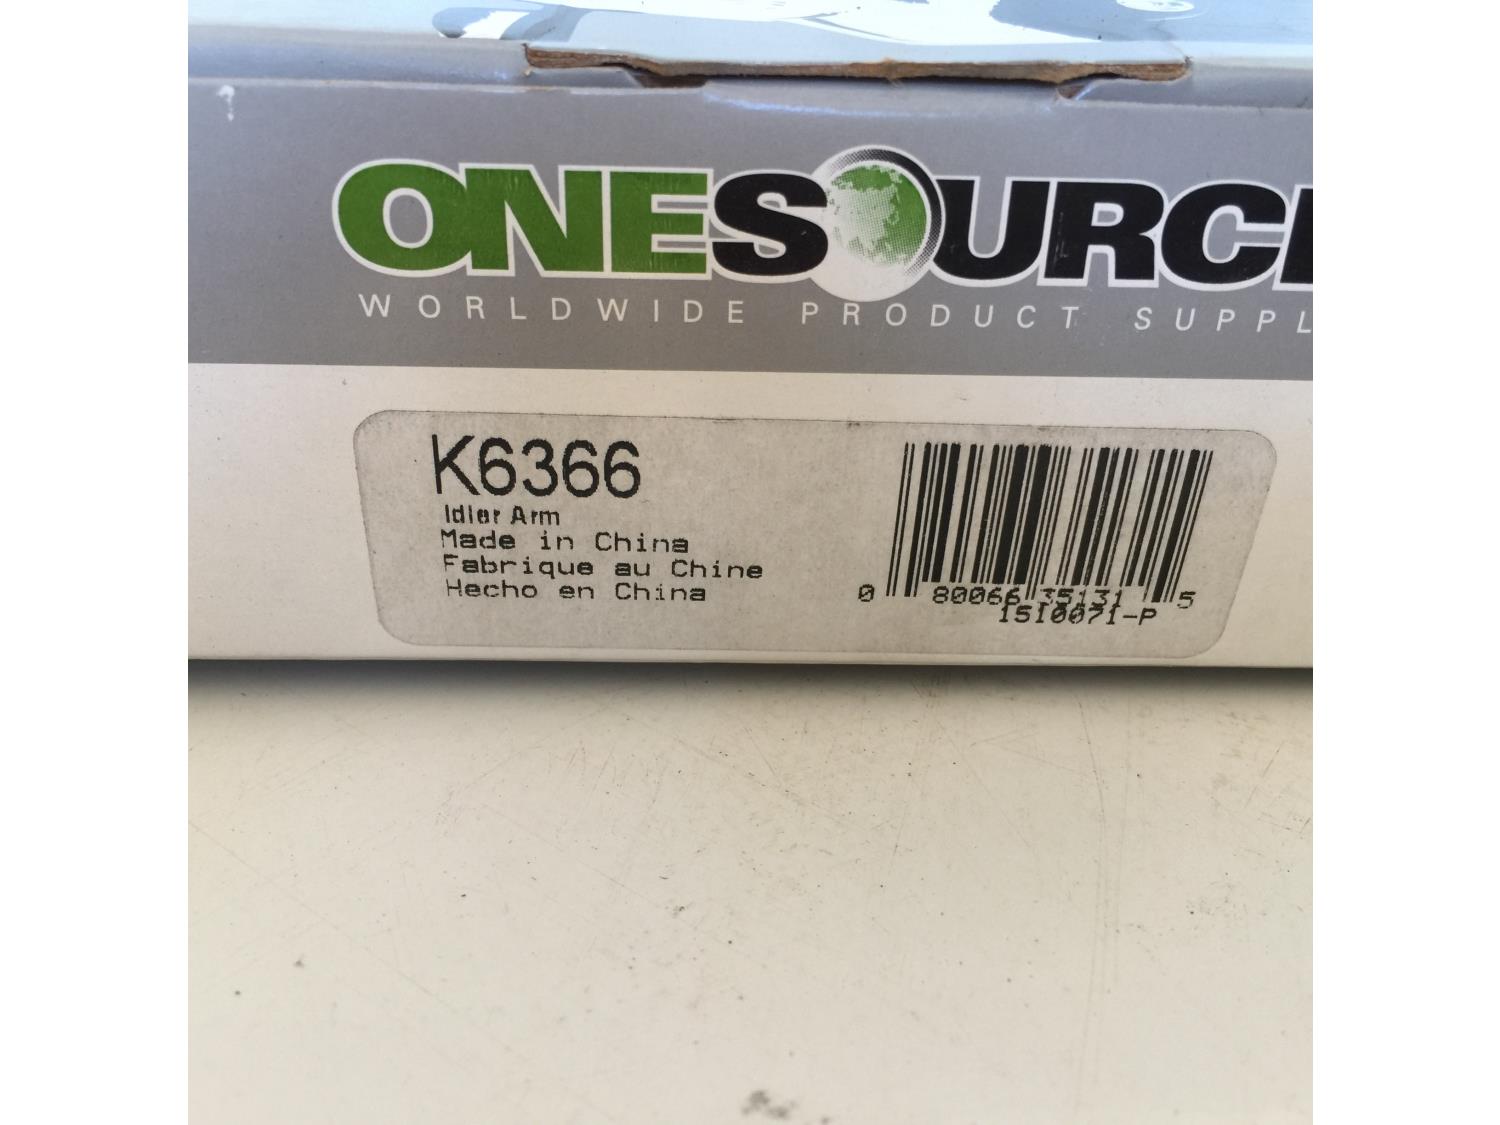 ONESOURC
WORLDWIDE PRODUCT SUPPL
K6366
Idler Arm
Made in China
Fabrique au Chine
Hecho en China
0 80066 35131 5
1510071-P